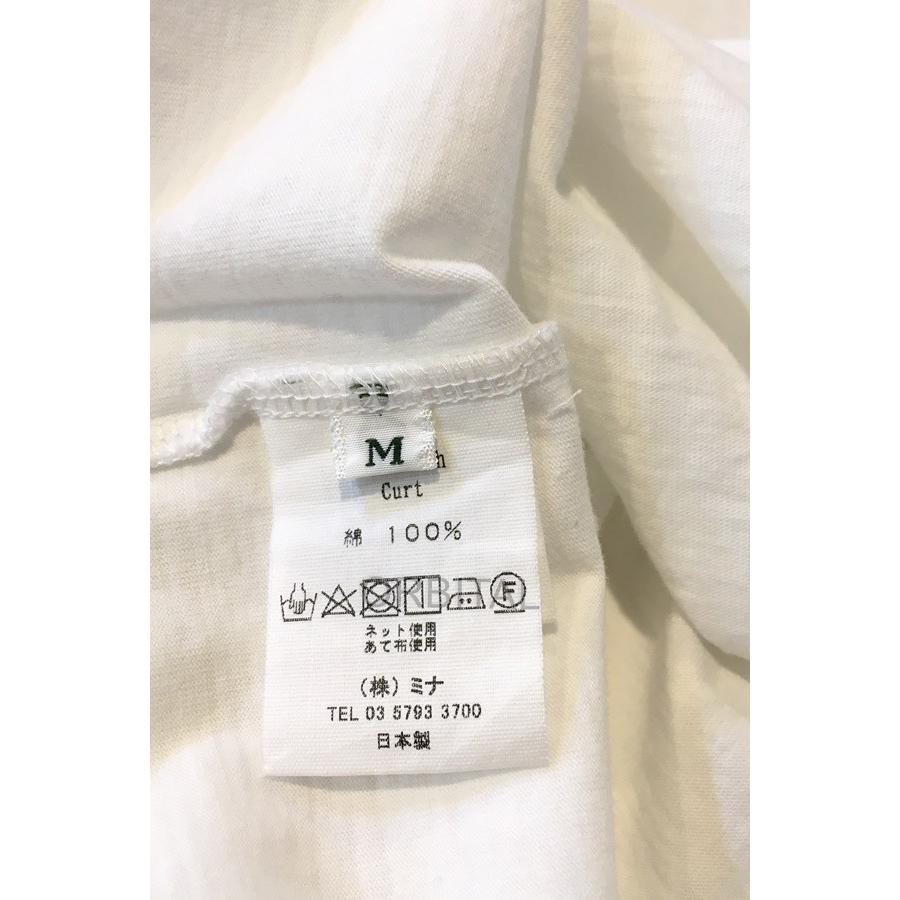 M
h
Curt
綿 100%
ORBITAL
F
ネット使用
あて布使用
(株)ミナ
TEL 03 5793 3700
日本製